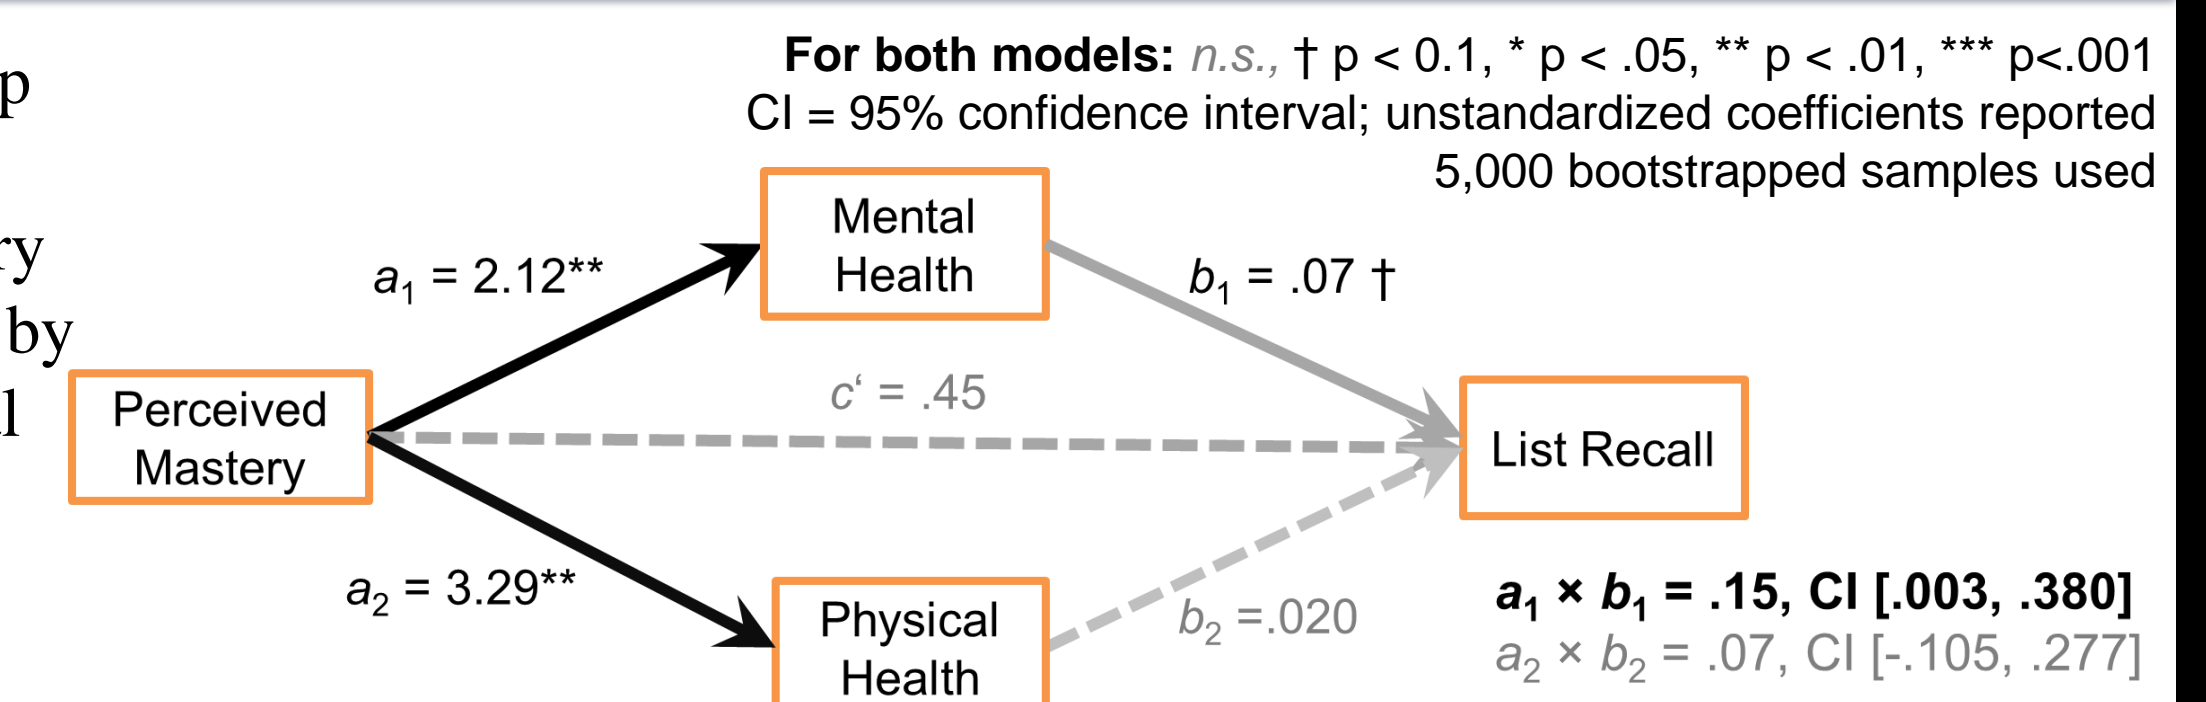 For both models: n.s., † p < 0.1, * p < .05, ** p < .01, *** p<.001
CI = 95% confidence interval; unstandardized coefficients reported
5,000 bootstrapped samples used
p
ry
by
Mental
Health
a1 = 2.12**
b1 = .07 †
c‘ = .45
Perceived
Mastery
List Recall
a2 = 3.29**
Physical
Health
b2 =.020
a1 × b1 = .15, CI [.003, .380]
a2 × b2 = .07, CI [-.105, .277]